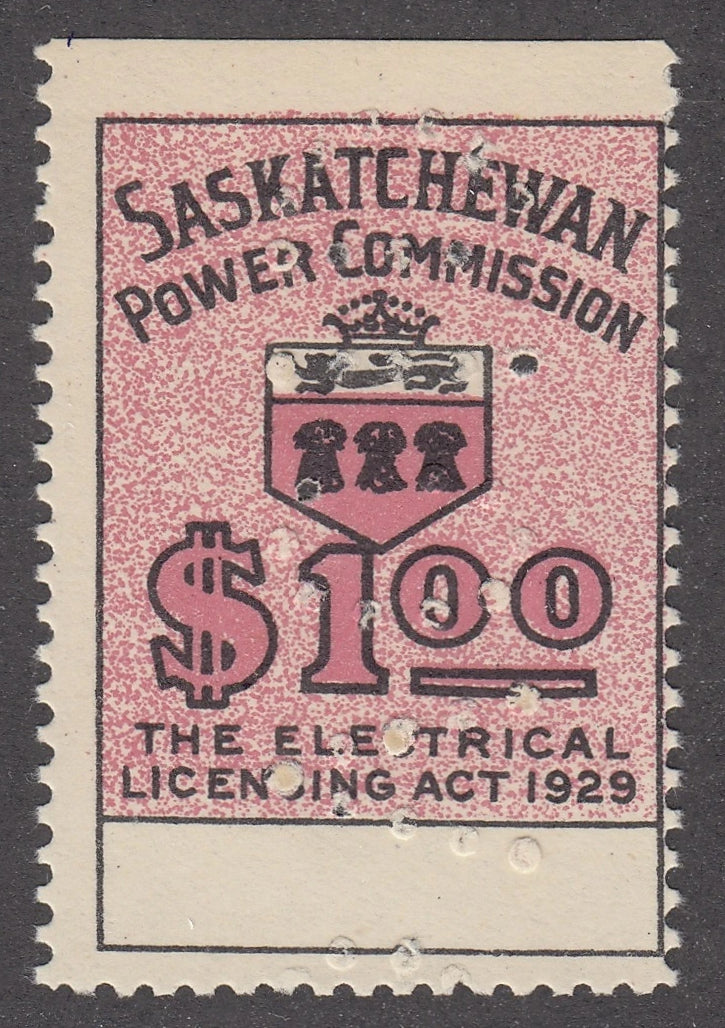 SASKATCHEWAN
POWER COMMISSION
$1.00
THE ELECTRICAL
LICENSING ACT 1929